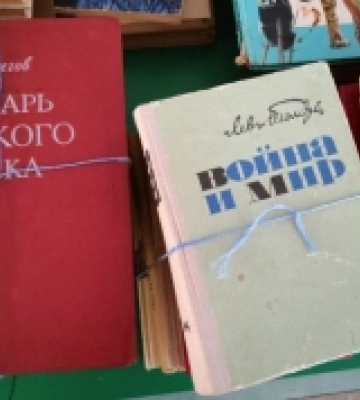 егов
АРЬ
КОГО
КА
Лев Толстой
война
и мир